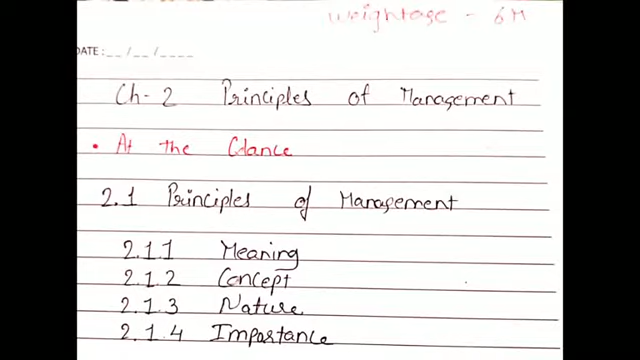 Weightage - 6M
DATE: __/__/____
Ch-2 Principles of Management
• At the Glance
2.1 Principles of Management
2.1.1 Meaning
2.1.2 Concept
2.1.3 Nature
2.1.4 Importance